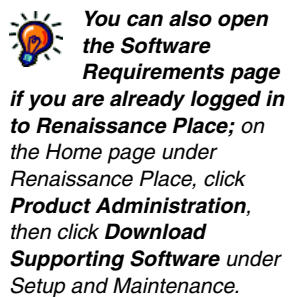 You can also open
the Software
Requirements page
if you are already logged in
to Renaissance Place; on
the Home page under
Renaissance Place, click
Product Administration,
then click Download
Supporting Software under
Setup and Maintenance.